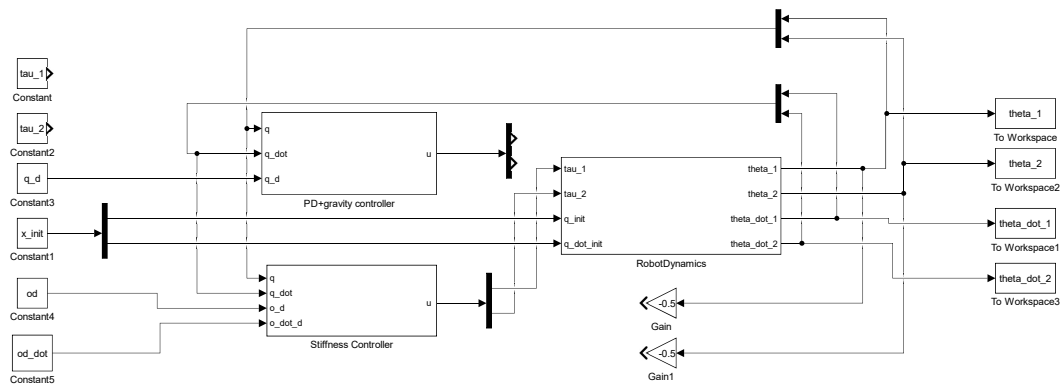 tau_1
Constant
tau_2
Constant2
q_d
Constant3
x_init
Constant1
od
Constant4
od_dot
Constant5
q
q_dot
q_d
u
PD+gravity controller
q
q_dot
o_d
o_dot_d
u
Stiffness Controller
tau_1
tau_2
q_init
q_dot_init
theta_1
theta_2
theta_dot_1
theta_dot_2
RobotDynamics
-0.5
Gain
-0.5
Gain1
theta_1
To Workspace
theta_2
To Workspace2
theta_dot_1
To Workspace1
theta_dot_2
To Workspace3